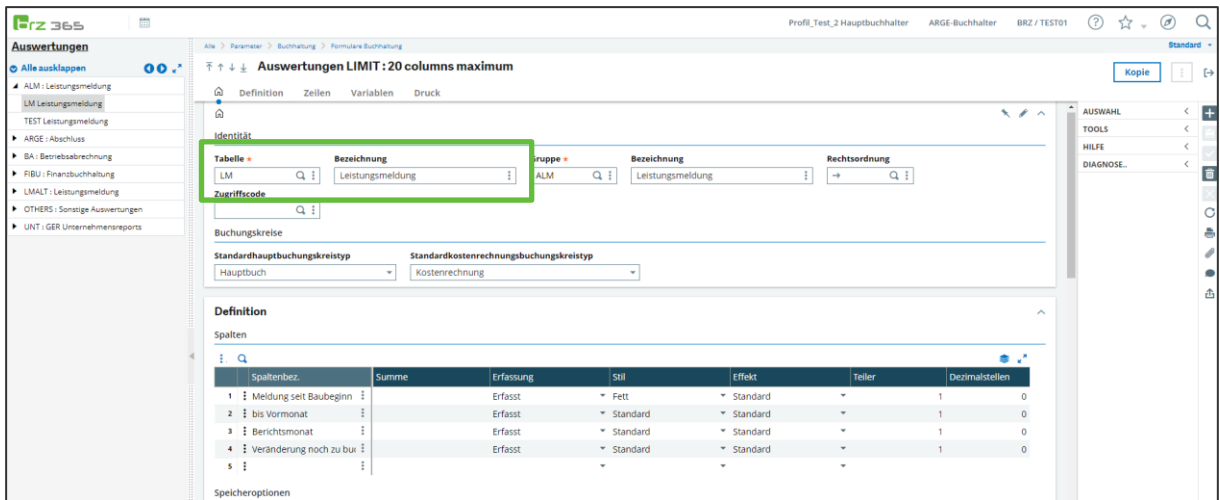 brz 365
Profil_Test_2 Hauptbuchhalter ARGE-Buchhalter BRZ / TEST01
Auswertungen
Alle > Parameter > Buchhaltung > Formulare Buchhaltung
Standard
Alle ausklappen
Auswertungen LIMIT : 20 columns maximum
Kopie
ALM : Leistungsmeldung
LM Leistungsmeldung
TEST Leistungsmeldung
ARGE : Abschluss
BA : Betriebsabrechnung
FIBU : Finanzbuchhaltung
LMALT : Leistungsmeldung
OTHERS : Sonstige Auswertungen
UNT : GER Unternehmensreports
Definition Zeilen Variablen Druck
Identität
Tabelle * Bezeichnung Gruppe * Bezeichnung Rechtsordnung
LM Leistungsmeldung ALM Leistungsmeldung
Zugriffscode
Buchungskreise
Standardhauptbuchungskreistyp Standardkostenrechnungsbuchungskreistyp
Hauptbuch Kostenrechnung
Definition
Spalten
Spaltenbez. Summe Erfassung Stil Effekt Teiler Dezimalstellen
1 Meldung seit Baubeginn Erfasst Fett Standard 1 0
2 bis Vormonat Erfasst Standard Standard 1 0
3 Berichtsmonat Erfasst Standard Standard 1 0
4 Veränderung noch zu buc Erfasst Standard Standard 1 0
5
Speicheroptionen
AUSWAHL
TOOLS
HILFE
DIAGNOSE..